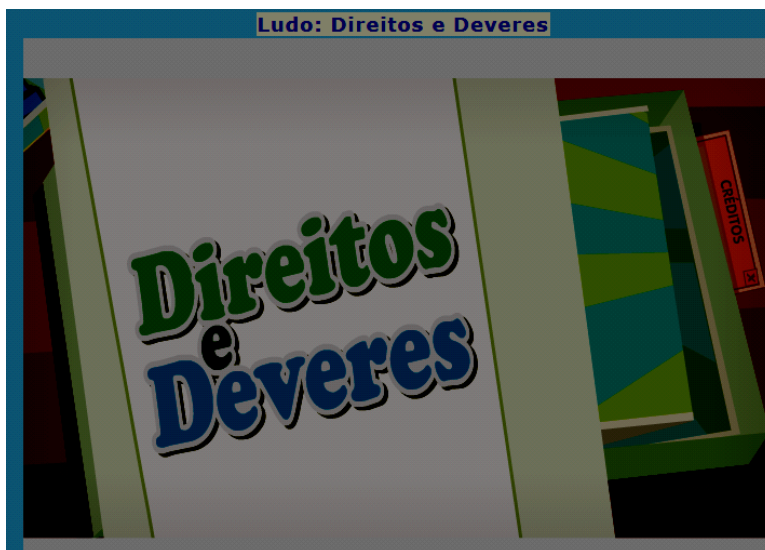 Ludo: Direitos e Deveres
Direitos
e
Deveres
CRÉDITOS
X